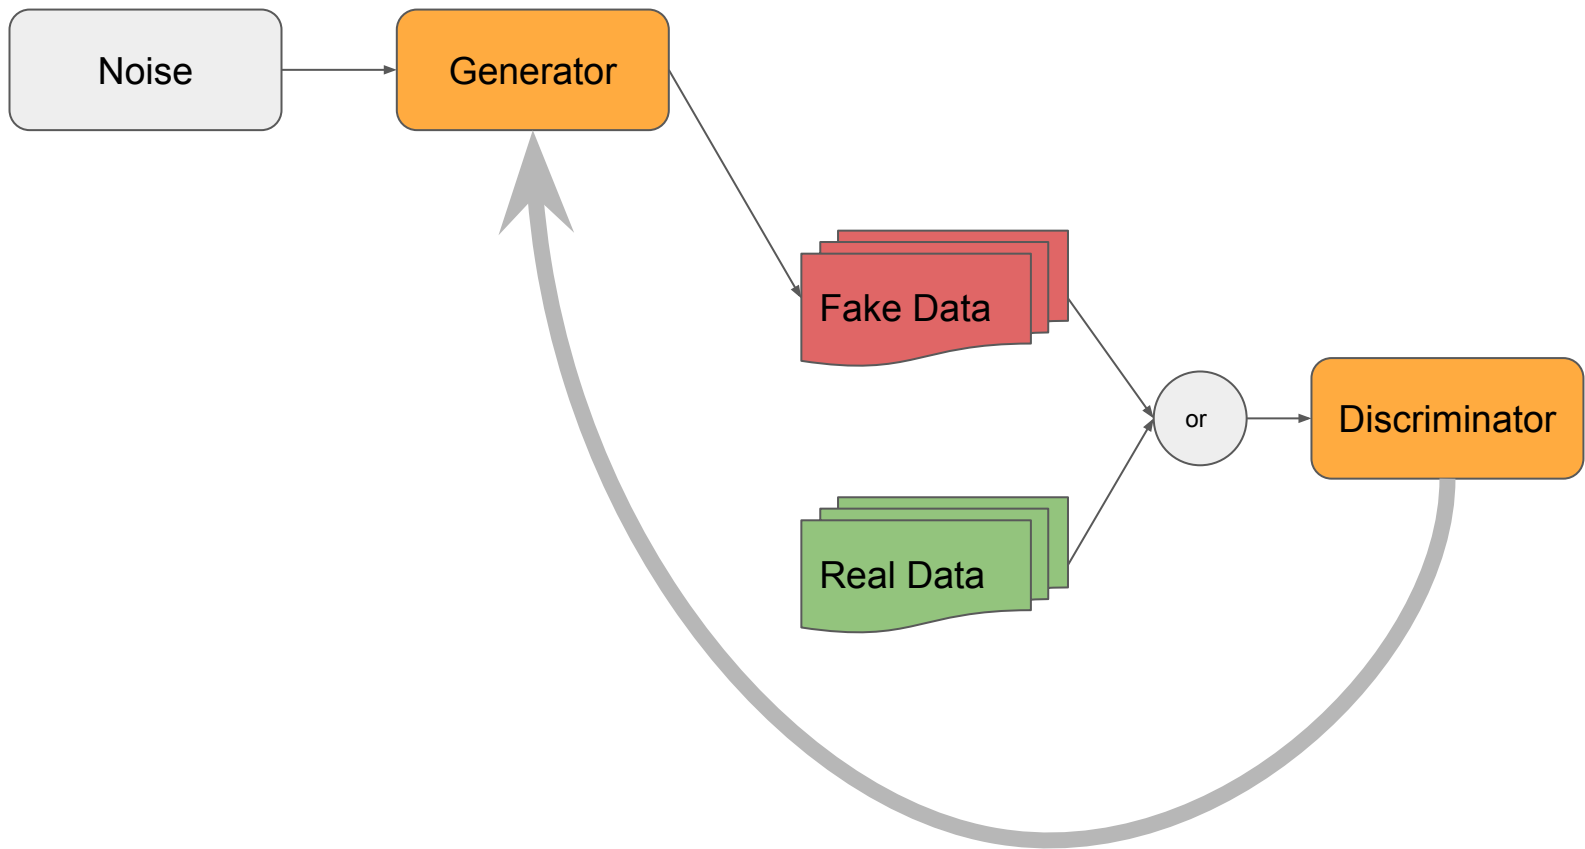 Noise
Generator
Fake Data
or
Discriminator
Real Data